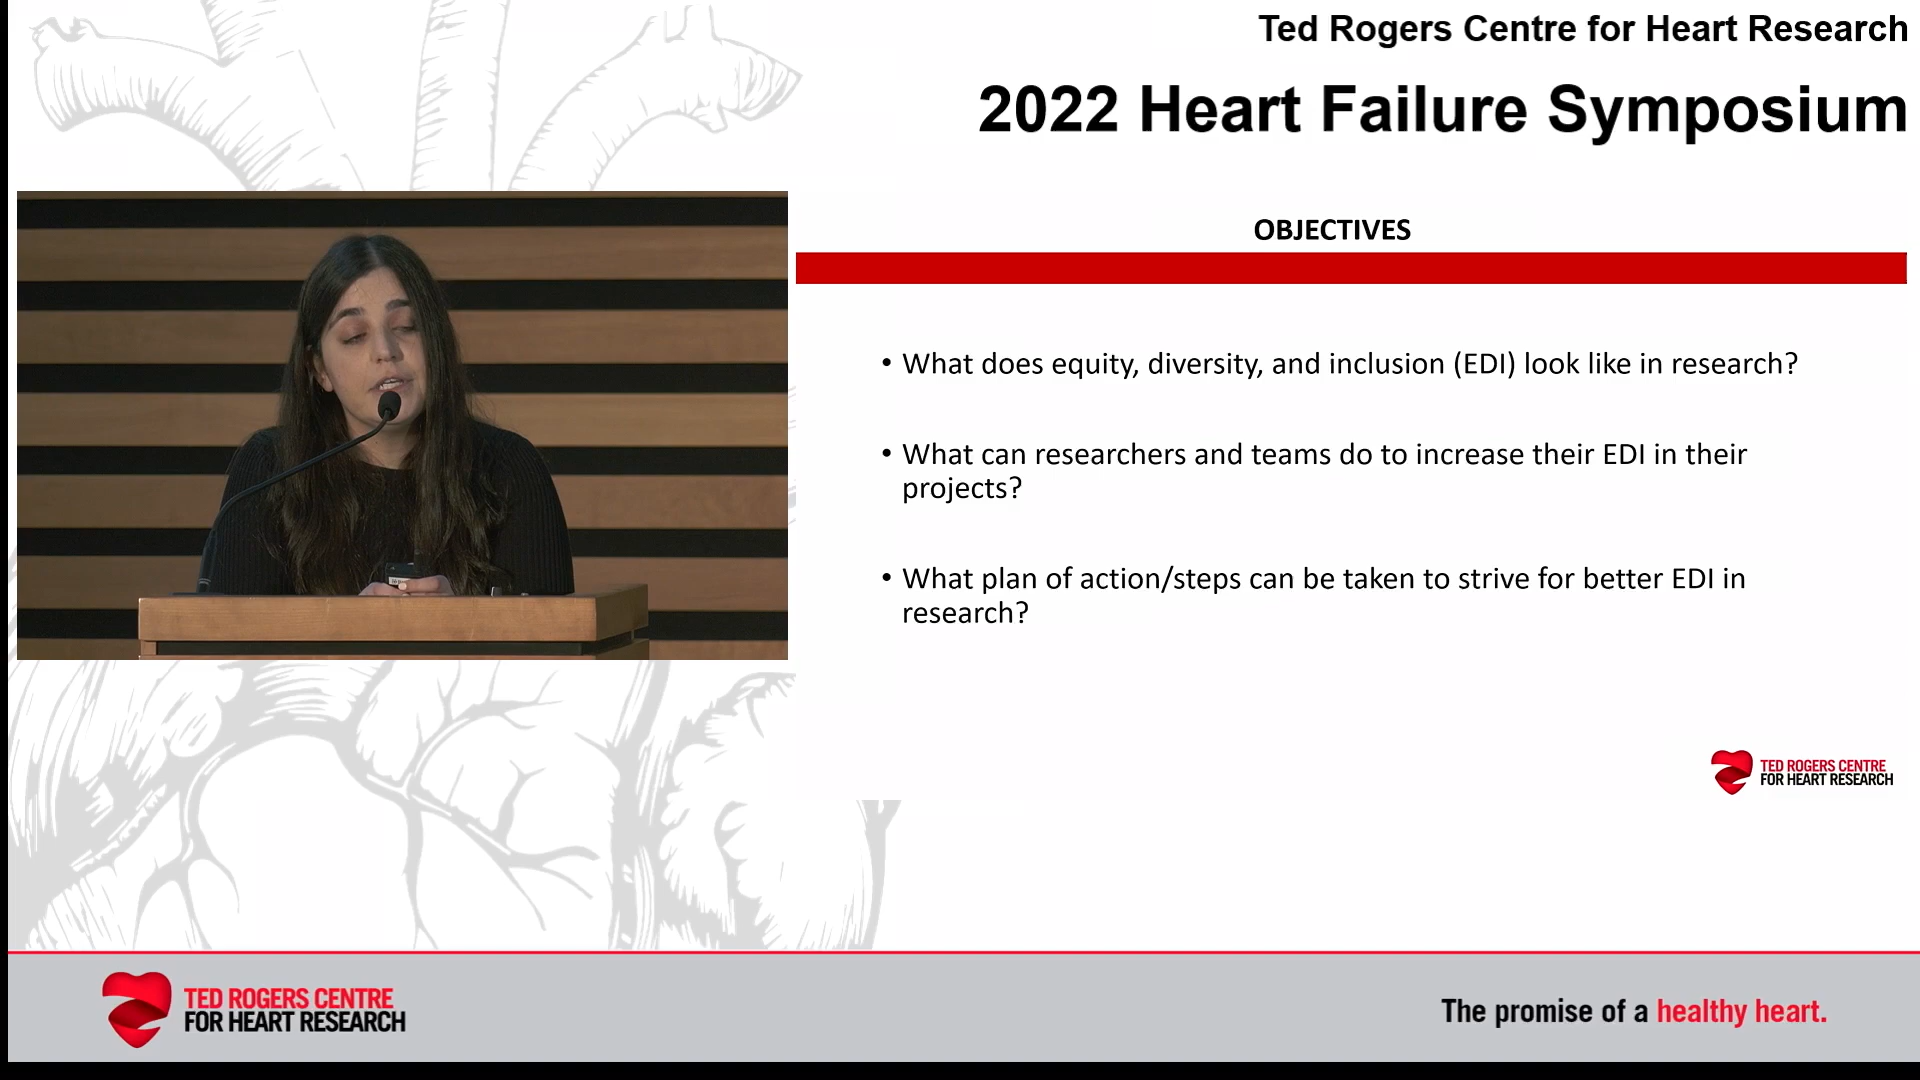 Ted Rogers Centre for Heart Research
2022 Heart Failure Symposium
OBJECTIVES
• What does equity, diversity, and inclusion (EDI) look like in research?
• What can researchers and teams do to increase their EDI in their
projects?
• What plan of action/steps can be taken to strive for better EDI in
research?
TED ROGERS CENTRE
FOR HEART RESEARCH
TED ROGERS CENTRE
FOR HEART RESEARCH
The promise of a healthy heart.